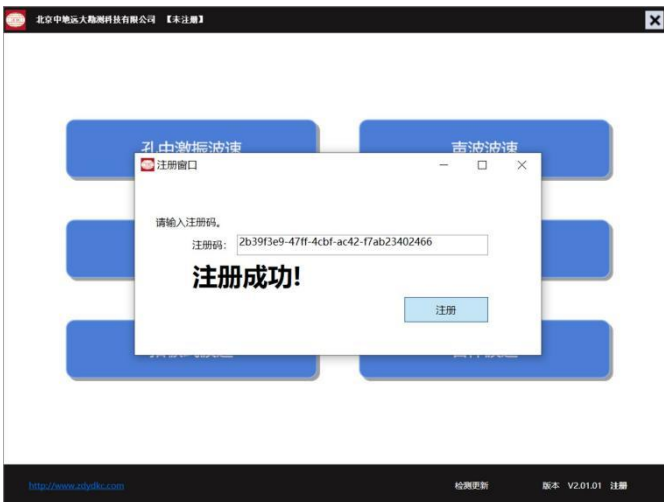 北京中地远大勘测科技有限公司 【未注册】
孔中激振波速
声波波速
注册窗口
请输入注册码。
注册码: 2b39f3e9-47ff-4cbf-ac42-f7ab23402466
注册成功!
注册
http://www.zdydkc.com
检测更新
版本 V2.01.01 注册